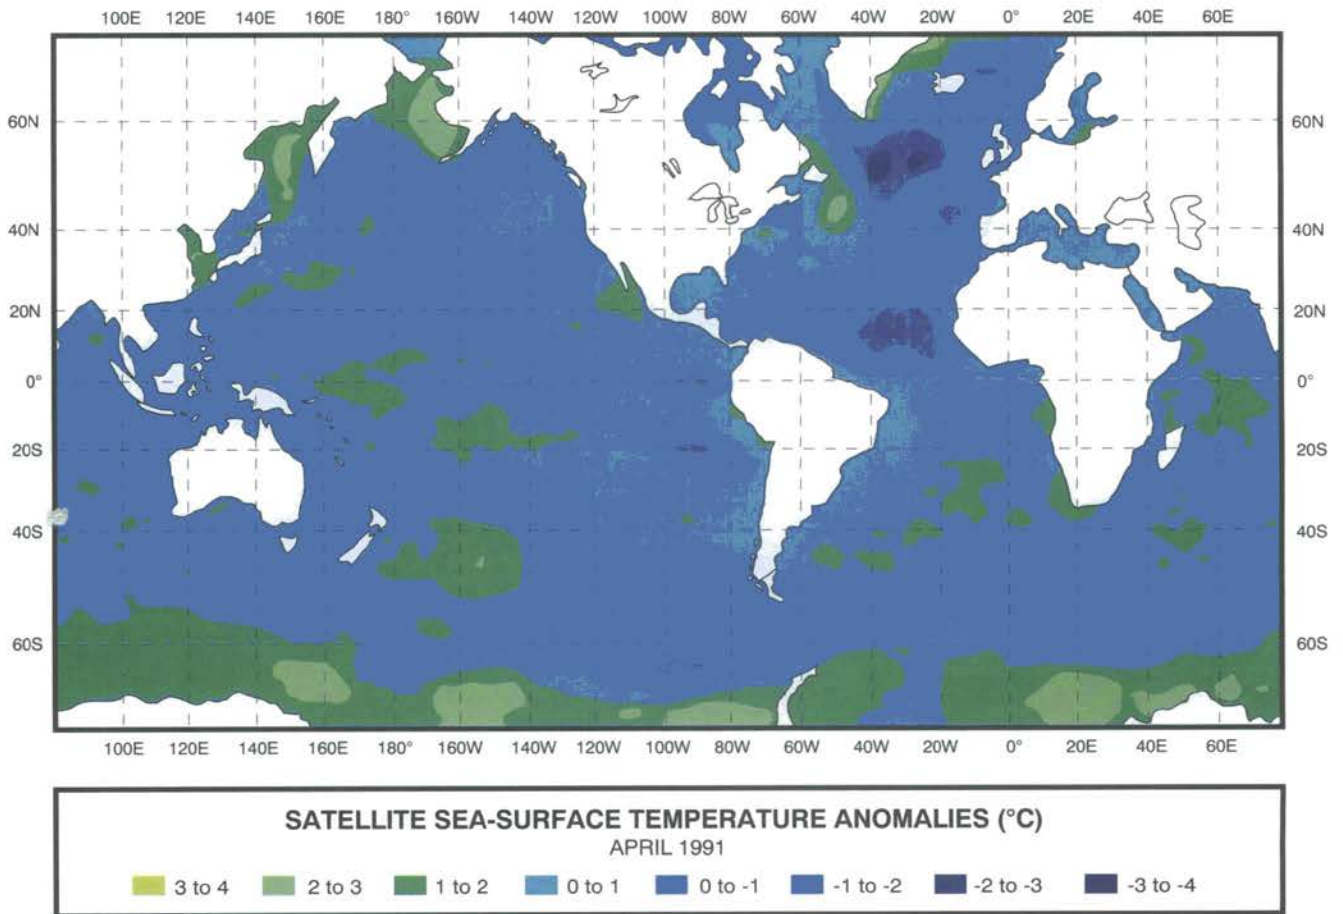 100E 120E 140E 160E 180° 160W 140W 120W 100W 80W 60W 40W 20W 0° 20E 40E 60E
60N 60N
40N 40N
20N 20N
0° 0°
20S 20S
40S 40S
60S 60S
100E 120E 140E 160E 180° 160W 140W 120W 100W 80W 60W 40W 20W 0° 20E 40E 60E
SATELLITE SEA-SURFACE TEMPERATURE ANOMALIES (°C)
APRIL 1991
3 to 4 2 to 3 1 to 2 0 to 1 0 to -1 -1 to -2 -2 to -3 -3 to -4